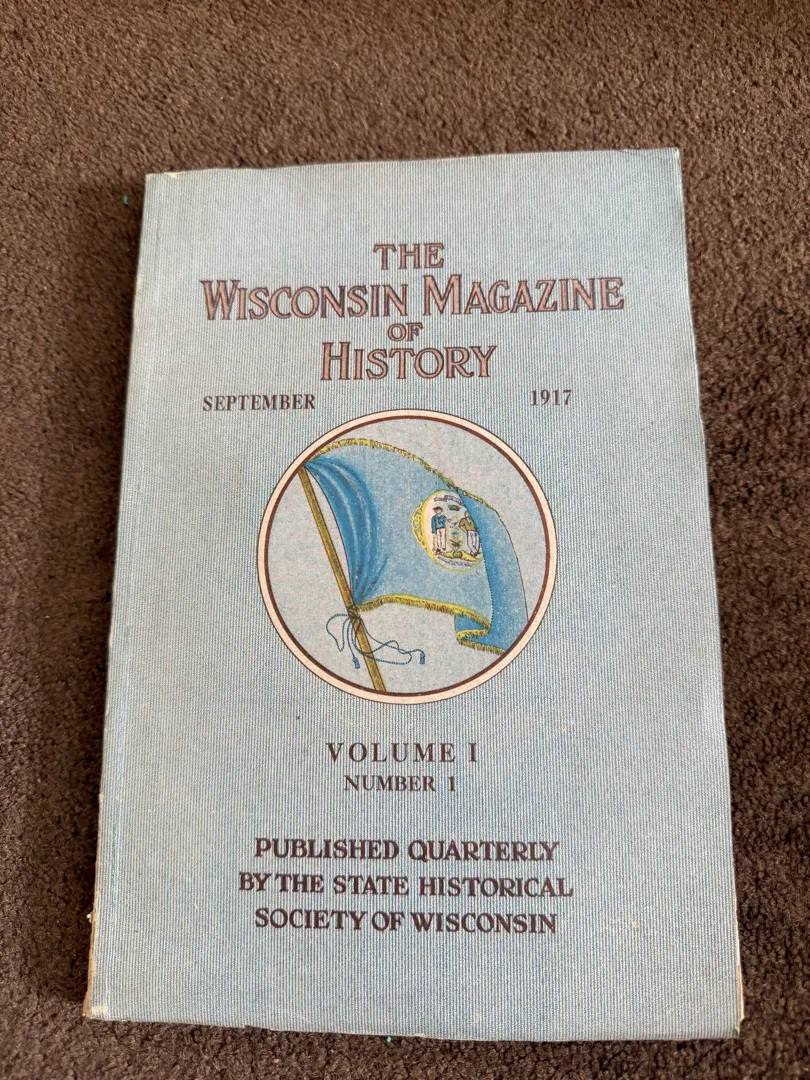 THE
WISCONSIN MAGAZINE
OF
HISTORY
SEPTEMBER 1917
VOLUME I
NUMBER 1
PUBLISHED QUARTERLY
BY THE STATE HISTORICAL
SOCIETY OF WISCONSIN